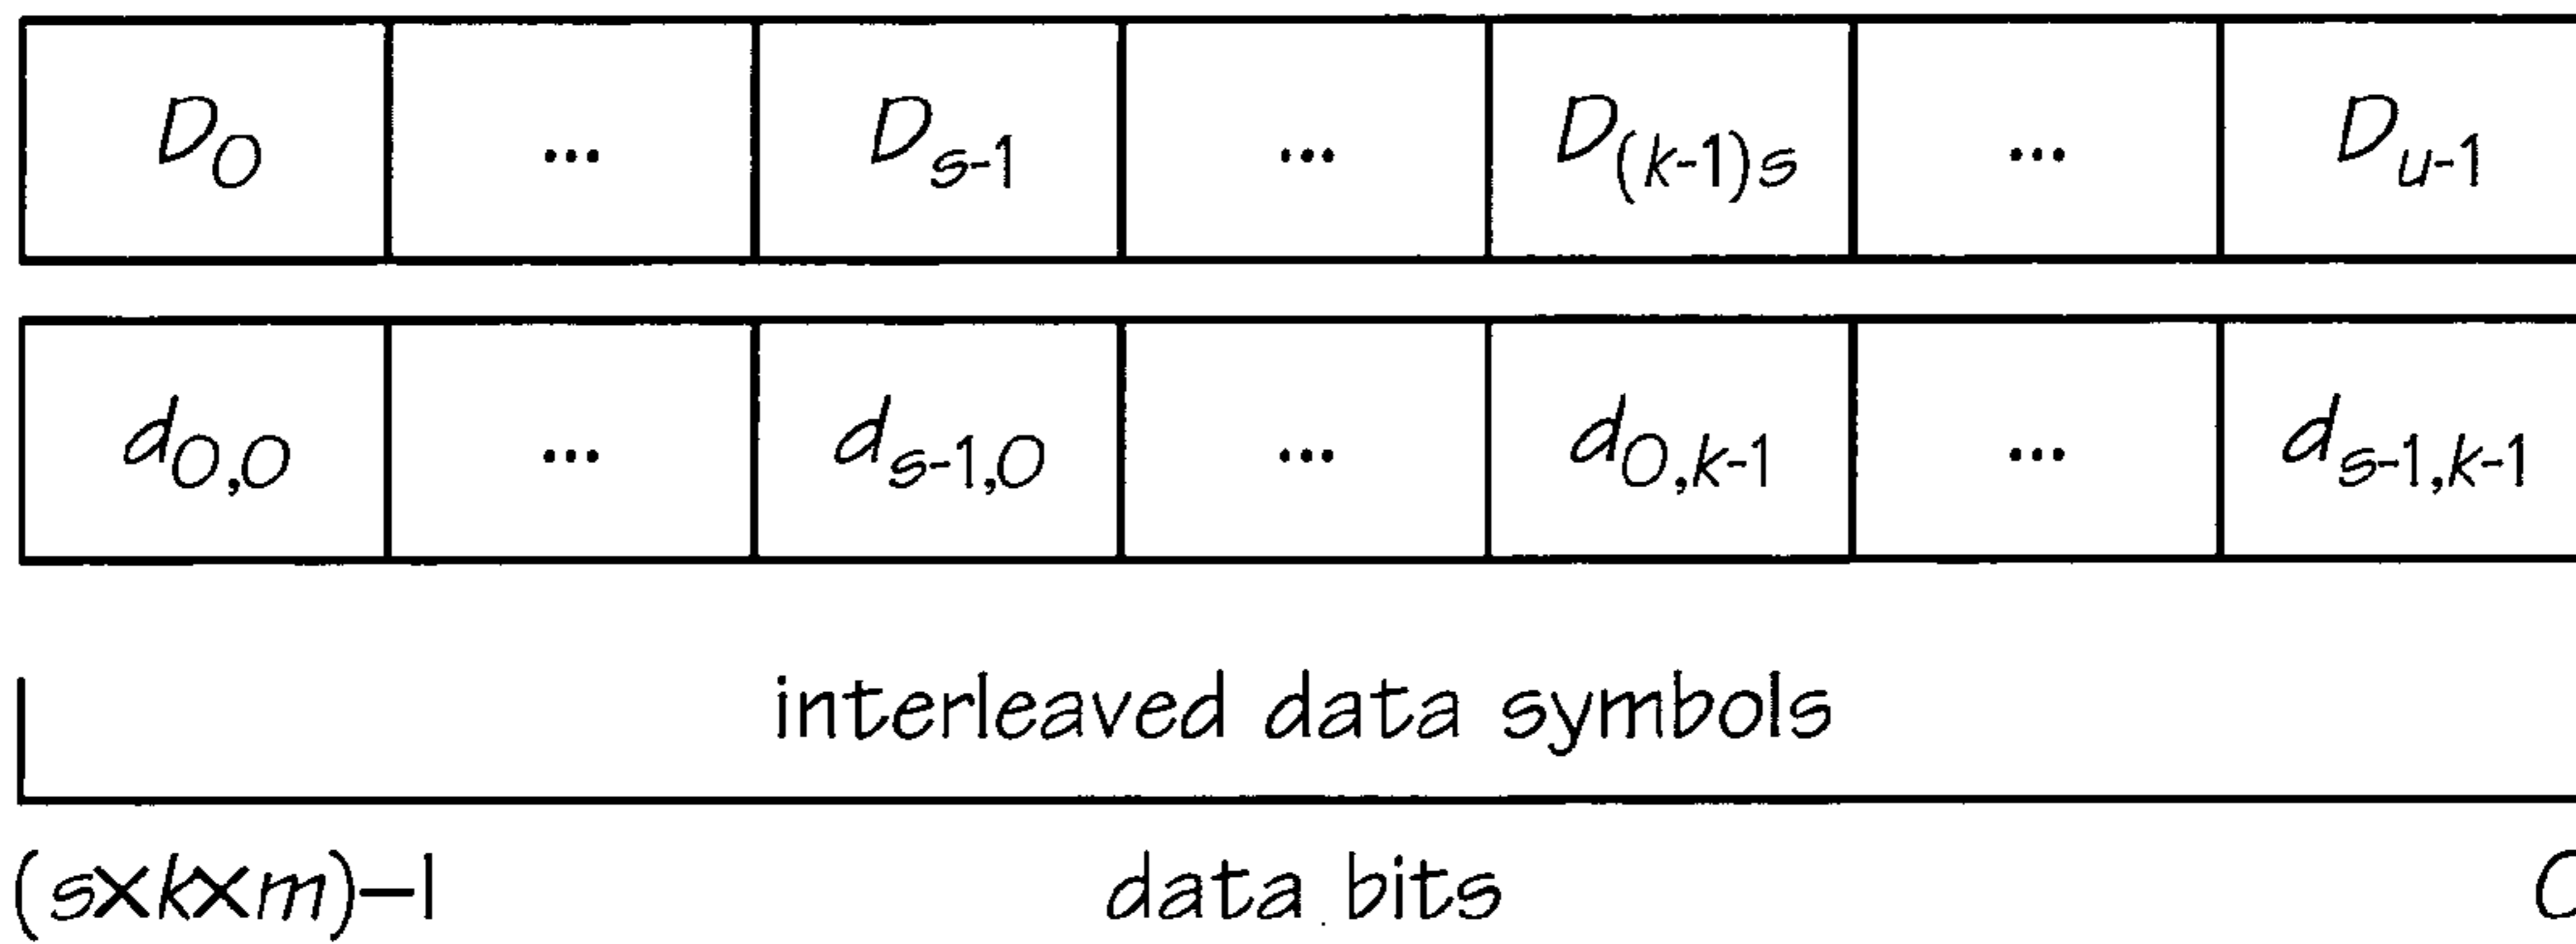 D0 ... Ds-1 ... D(k-1)s ... Du-1
d0,0 ... ds-1,0 ... d0,k-1 ... ds-1,k-1
interleaved data symbols
(s×k×m)−1 data bits 0